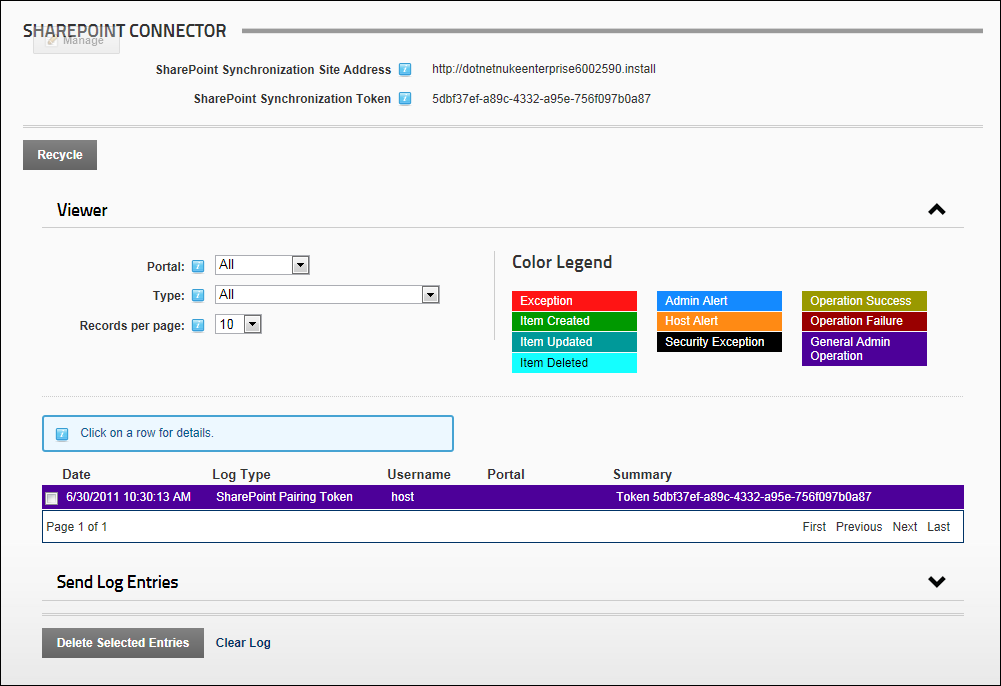 SHAREPOINT CONNECTOR
Manage
SharePoint Synchronization Site Address http://dotnetnukeenterprise6002590.install
SharePoint Synchronization Token 5dbf37ef-a89c-4332-a95e-756f097b0a87
Recycle
Viewer
Portal: All
Type: All
Records per page: 10
Color Legend
Exception Admin Alert Operation Success
Item Created Host Alert Operation Failure
Item Updated Security Exception General Admin
Operation
Item Deleted
Click on a row for details.
Date Log Type Username Portal Summary
6/30/2011 10:30:13 AM SharePoint Pairing Token host Token 5dbf37ef-a89c-4332-a95e-756f097b0a87
Page 1 of 1 First Previous Next Last
Send Log Entries
Delete Selected Entries Clear Log